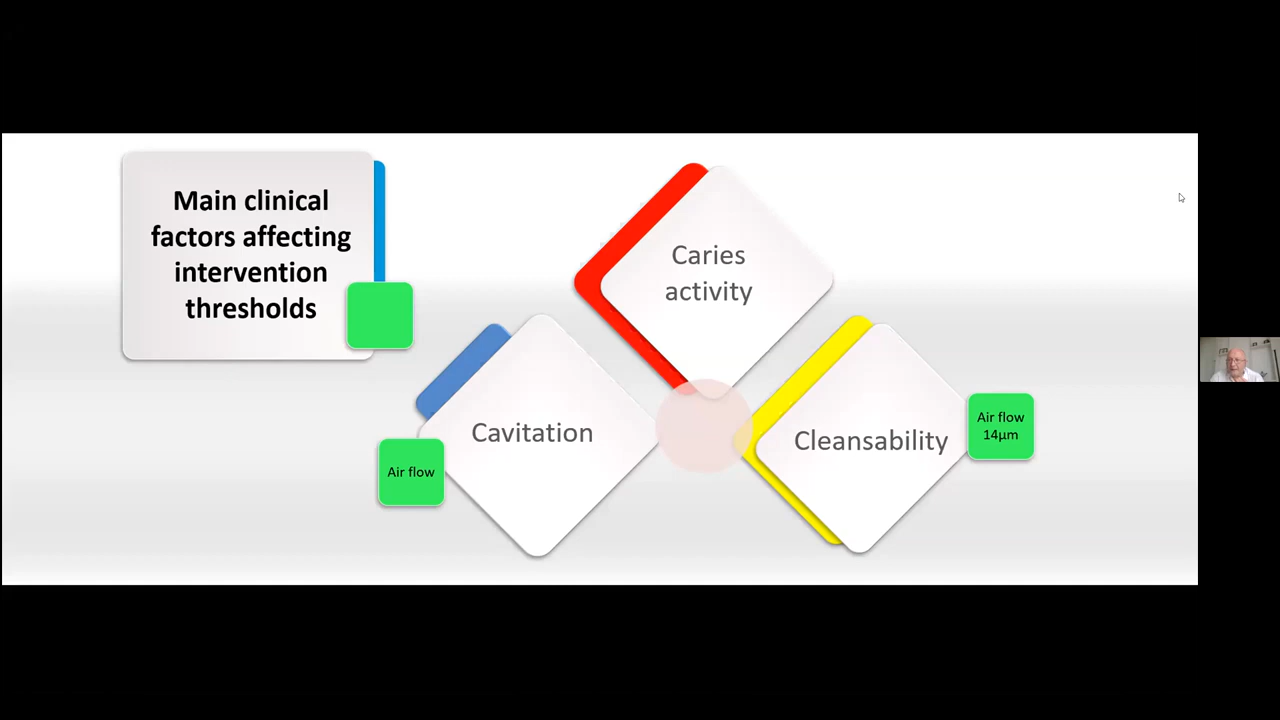 Main clinical
factors affecting
intervention
thresholds
Caries
activity
Cavitation
Air flow
Cleansability
Air flow
14µm